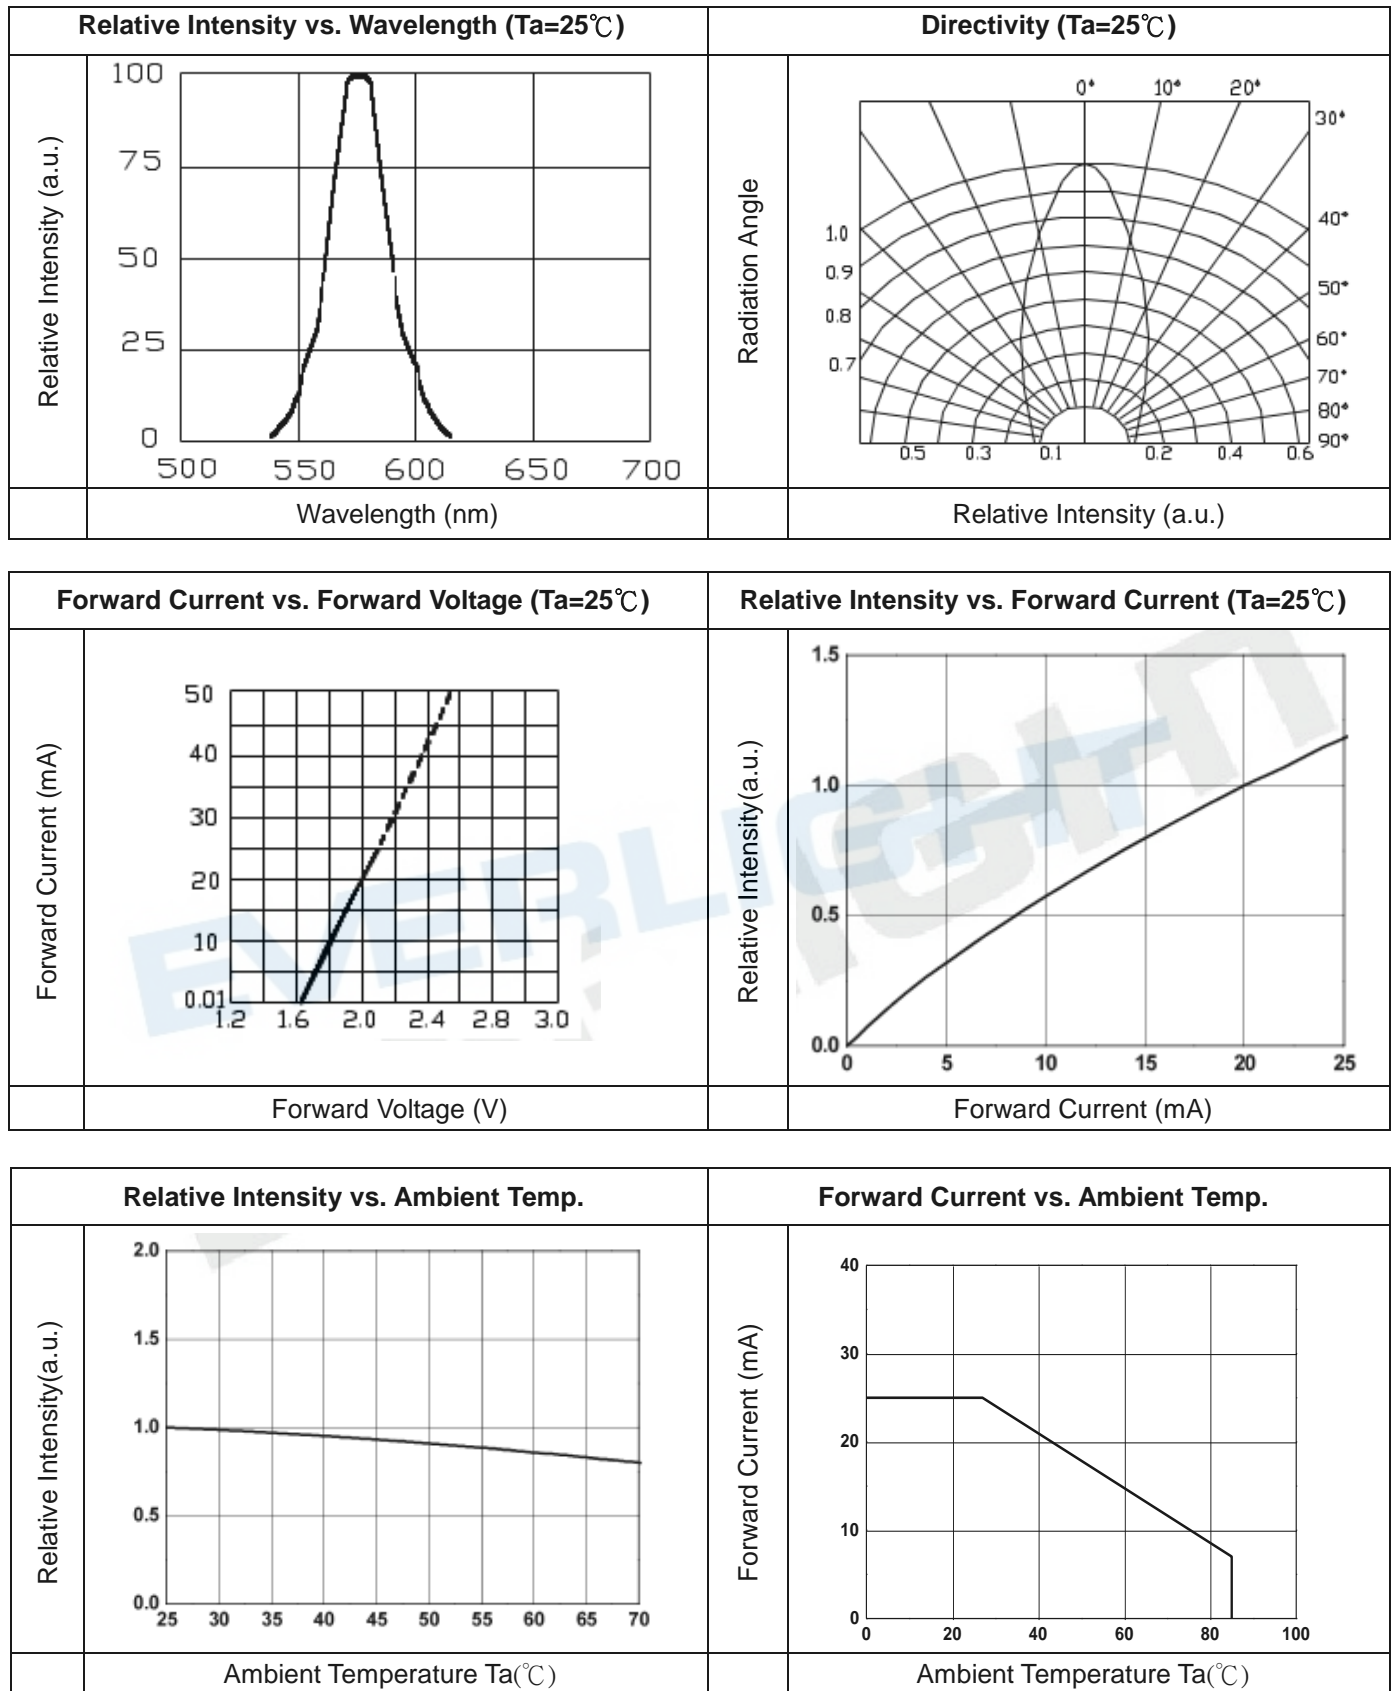 Relative Intensity vs. Wavelength (Ta=25℃)
Directivity (Ta=25℃)
Relative Intensity (a.u.)
100
75
50
25
0
500 550 600 650 700
Wavelength (nm)
Radiation Angle
0° 10° 20°
30°
40°
50°
60°
70°
80°
90°
1.0
0.9
0.8
0.7
0.5 0.3 0.1 0.2 0.4 0.6
Relative Intensity (a.u.)
Forward Current vs. Forward Voltage (Ta=25℃)
Relative Intensity vs. Forward Current (Ta=25℃)
Forward Current (mA)
50
40
30
20
10
0.01
1.2 1.6 2.0 2.4 2.8 3.0
Forward Voltage (V)
Relative Intensity(a.u.)
1.5
1.0
0.5
0.0
0 5 10 15 20 25
Forward Current (mA)
EVERLIGHT
Relative Intensity vs. Ambient Temp.
Forward Current vs. Ambient Temp.
Relative Intensity(a.u.)
2.0
1.5
1.0
0.5
0.0
25 30 35 40 45 50 55 60 65 70
Ambient Temperature Ta(℃)
Forward Current (mA)
40
30
20
10
0
0 20 40 60 80 100
Ambient Temperature Ta(℃)